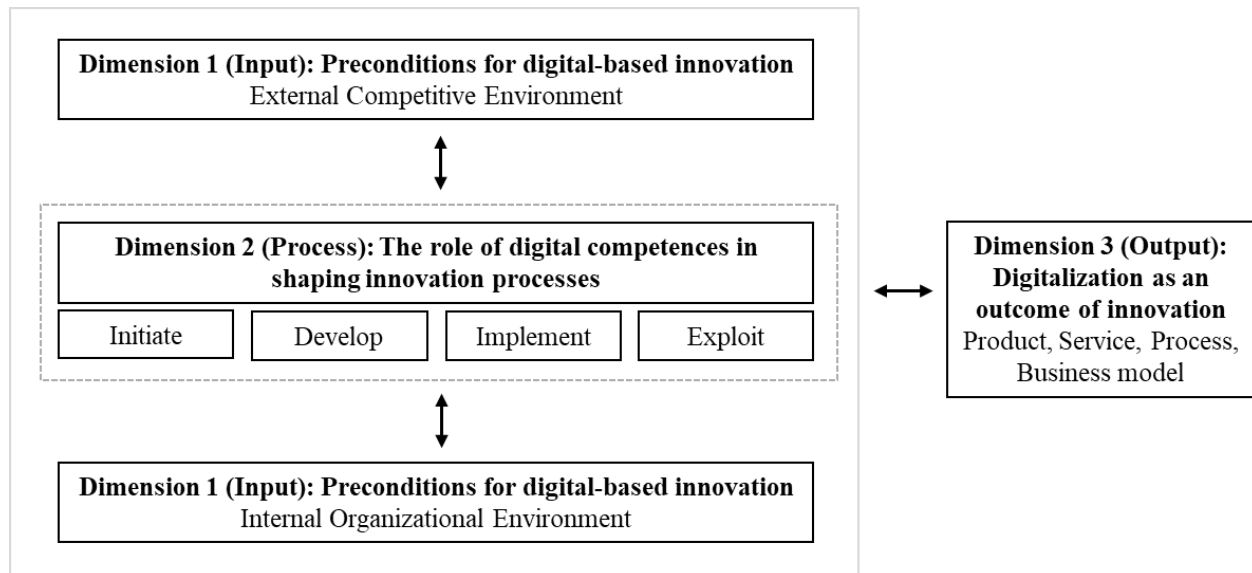 Dimension 1 (Input): Preconditions for digital-based innovation
External Competitive Environment
Dimension 2 (Process): The role of digital competences in
shaping innovation processes
Initiate
Develop
Implement
Exploit
Dimension 1 (Input): Preconditions for digital-based innovation
Internal Organizational Environment
Dimension 3 (Output):
Digitalization as an
outcome of innovation
Product, Service, Process,
Business model